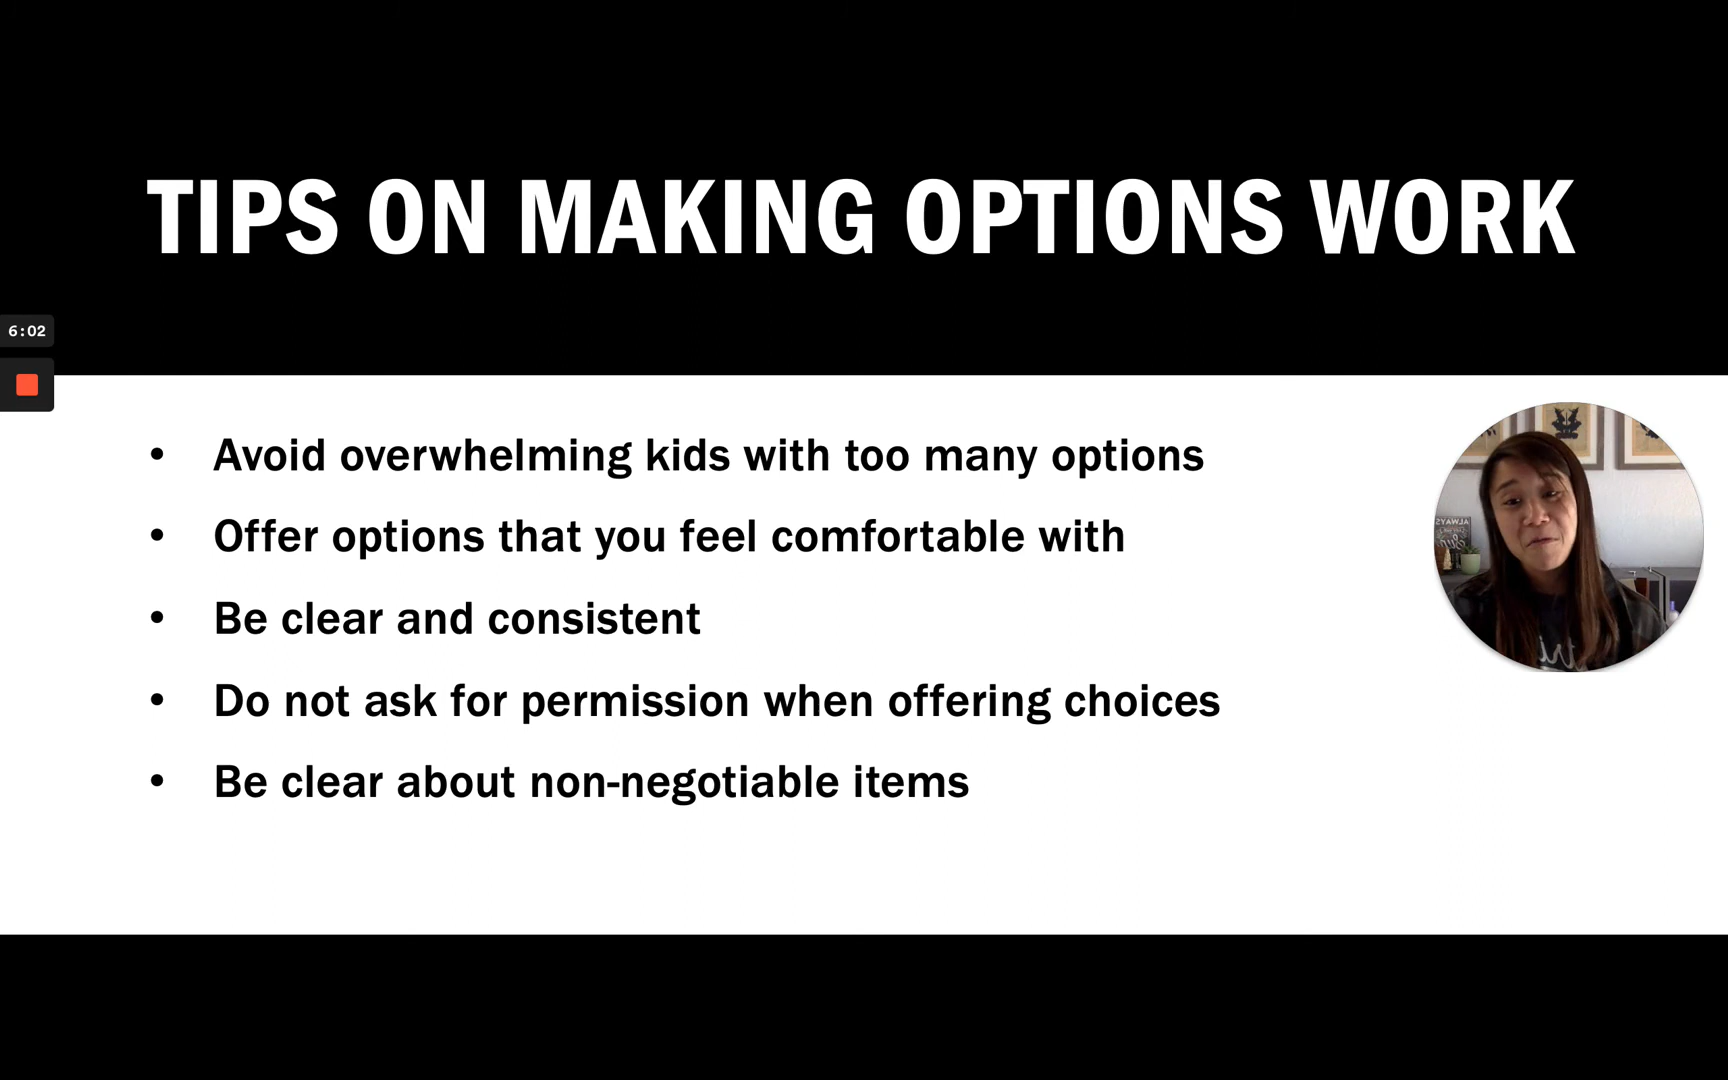 TIPS ON MAKING OPTIONS WORK
6:02
• Avoid overwhelming kids with too many options
• Offer options that you feel comfortable with
• Be clear and consistent
• Do not ask for permission when offering choices
• Be clear about non-negotiable items
ALWAYS